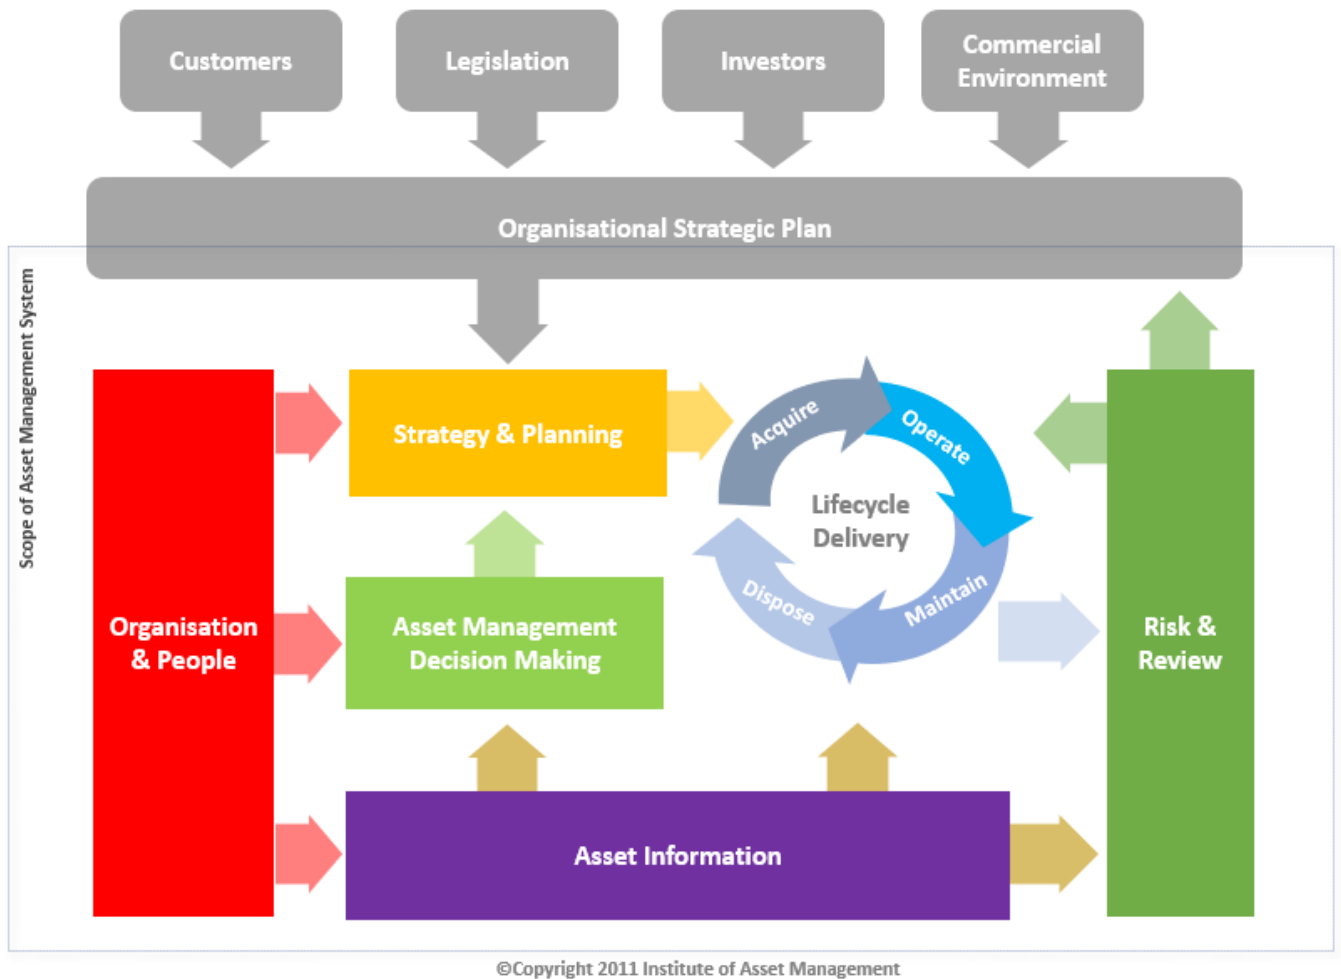 Customers
Legislation
Investors
Commercial
Environment
Organisational Strategic Plan
Scope of Asset Management System
Strategy & Planning
Acquire
Operate
Lifecycle
Delivery
Maintain
Dispose
Organisation
& People
Asset Management
Decision Making
Risk &
Review
Asset Information
©Copyright 2011 Institute of Asset Management